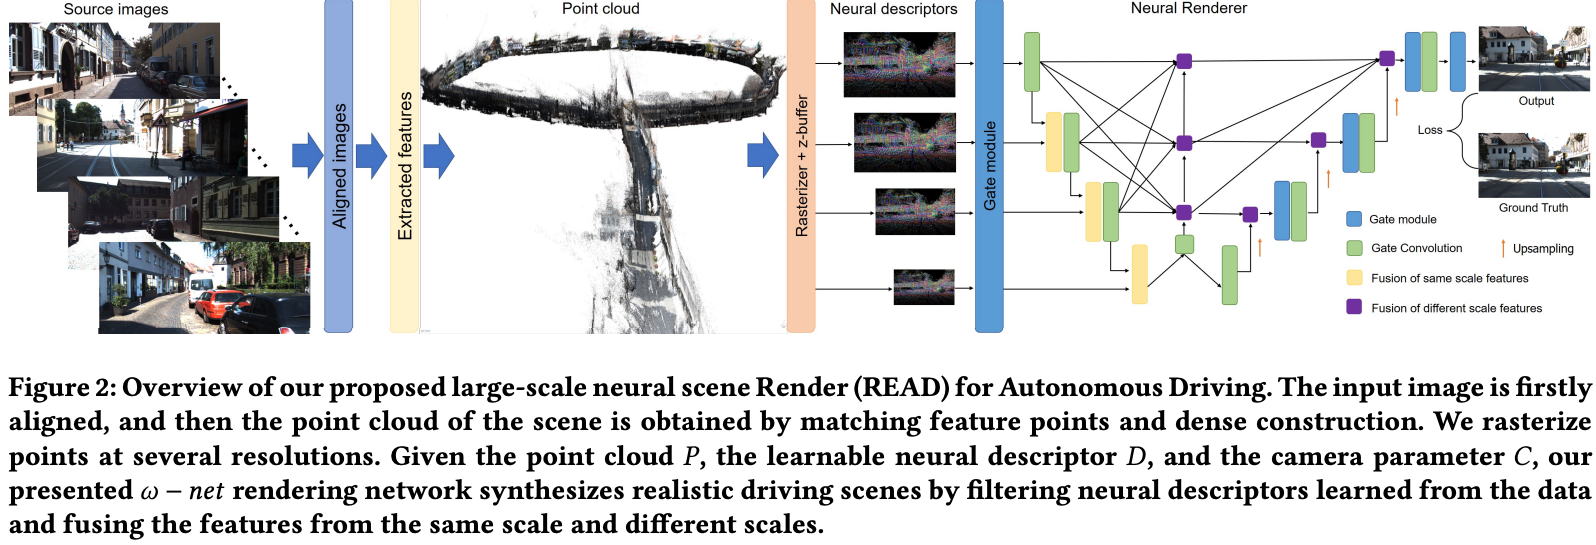 Source images
Point cloud
Neural descriptors
Neural Renderer
Aligned images
Extracted features
Rasterizer + z-buffer
Gate module
Output
Loss
Ground Truth
Gate module
Gate Convolution
Upsampling
Fusion of same scale features
Fusion of different scale features
Figure 2: Overview of our proposed large-scale neural scene Render (READ) for Autonomous Driving. The input image is firstly
aligned, and then the point cloud of the scene is obtained by matching feature points and dense construction. We rasterize
points at several resolutions. Given the point cloud P, the learnable neural descriptor D, and the camera parameter C, our
presented ω − net rendering network synthesizes realistic driving scenes by filtering neural descriptors learned from the data
and fusing the features from the same scale and different scales.